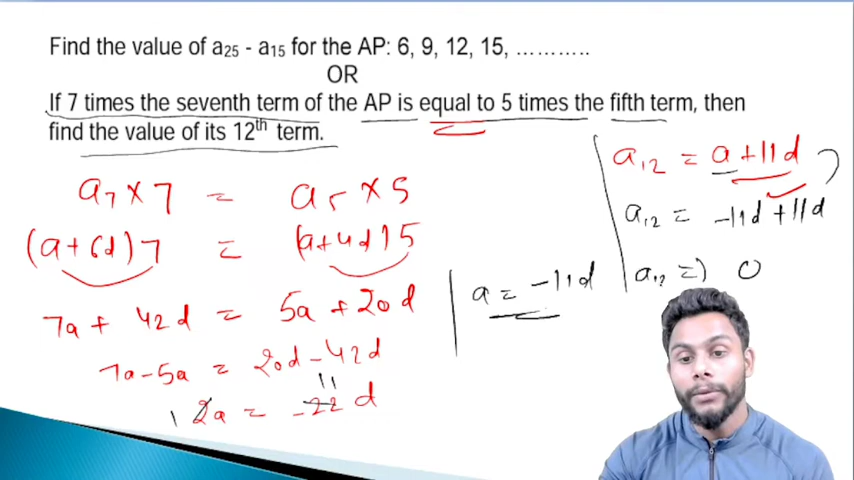 Find the value of a₂₅ - a₁₅ for the AP: 6, 9, 12, 15, ………..
OR
If 7 times the seventh term of the AP is equal to 5 times the fifth term, then
find the value of its 12th term.
a₇ × 7 = a₅ × 5
(a+6d)7 = (a+4d)5
7a + 42d = 5a + 20d
7a - 5a = 20d - 42d
11
1 2a = -22 d
a = -11d
a₁₂ = a + 11d
a₁₂ = -11d + 11d
a₁₂ => 0